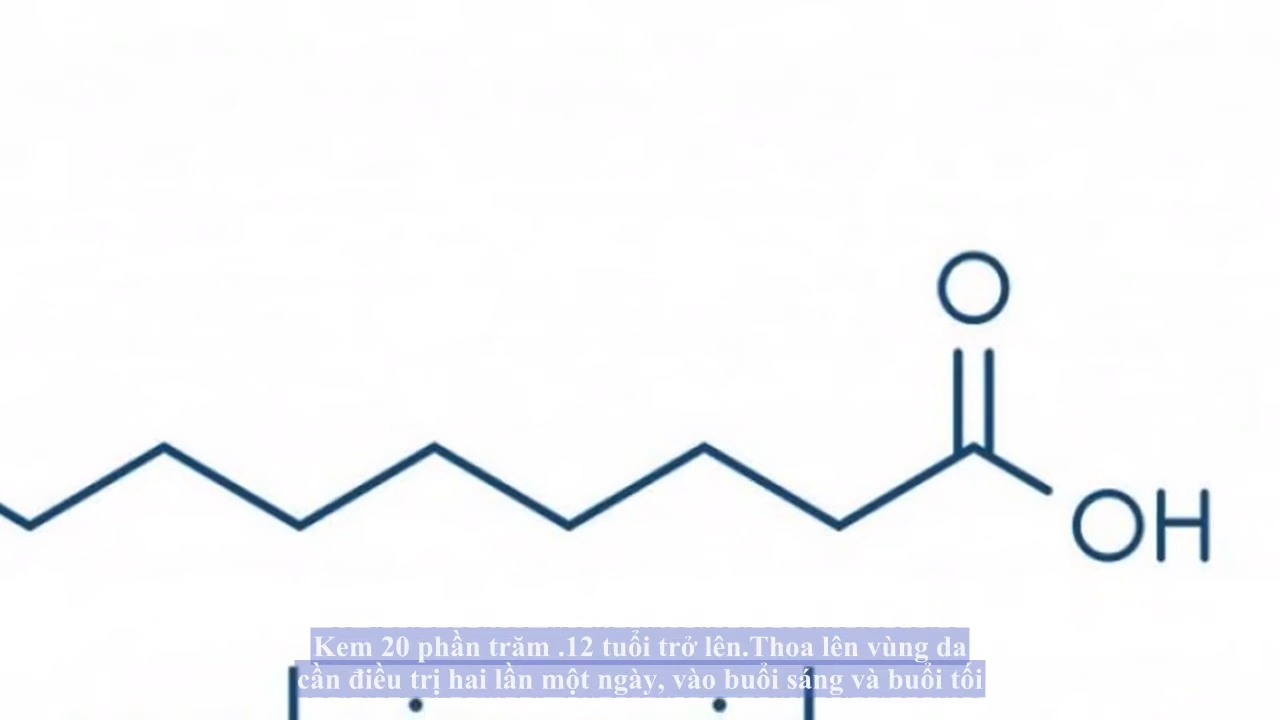 O
OH
Kem 20 phần trăm .12 tuổi trở lên.Thoa lên vùng da
cần điều trị hai lần một ngày, vào buổi sáng và buổi tối